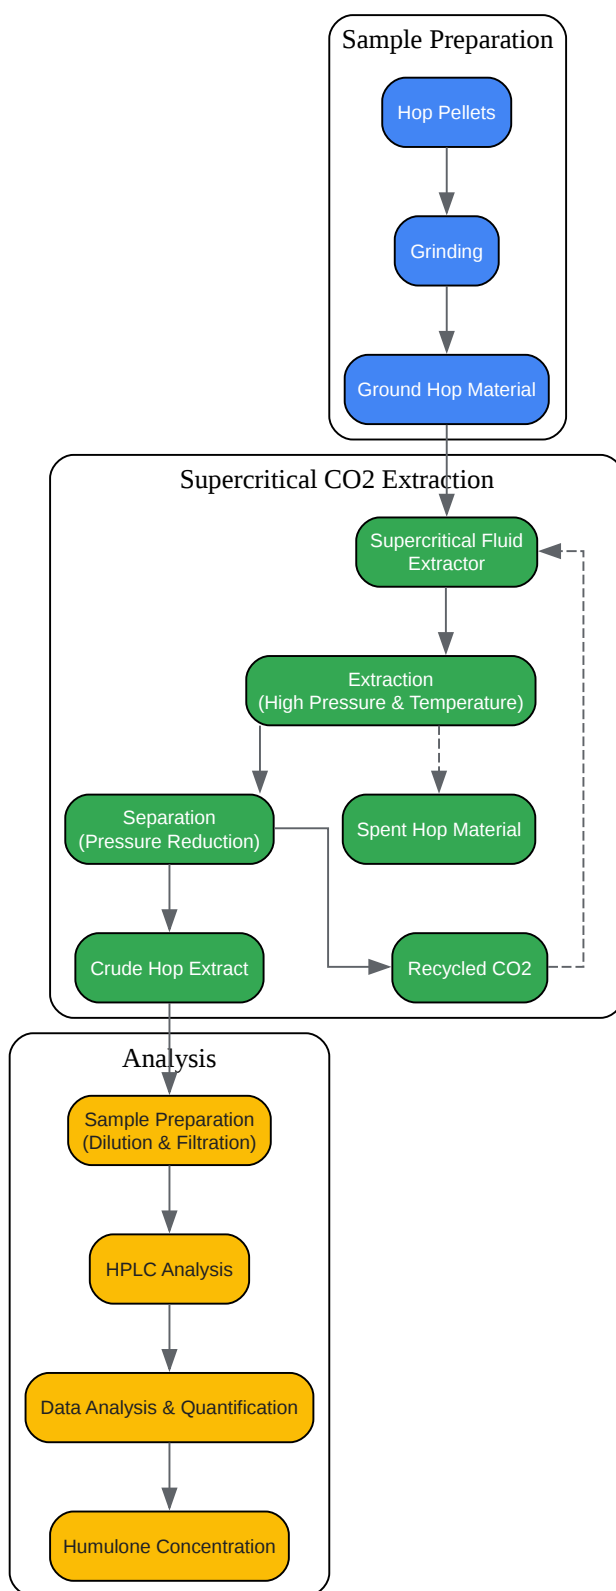 Sample Preparation
Hop Pellets
Grinding
Ground Hop Material
Supercritical CO2 Extraction
Supercritical Fluid
Extractor
Extraction
(High Pressure & Temperature)
Separation
(Pressure Reduction)
Spent Hop Material
Crude Hop Extract
Recycled CO2
Analysis
Sample Preparation
(Dilution & Filtration)
HPLC Analysis
Data Analysis & Quantification
Humulone Concentration